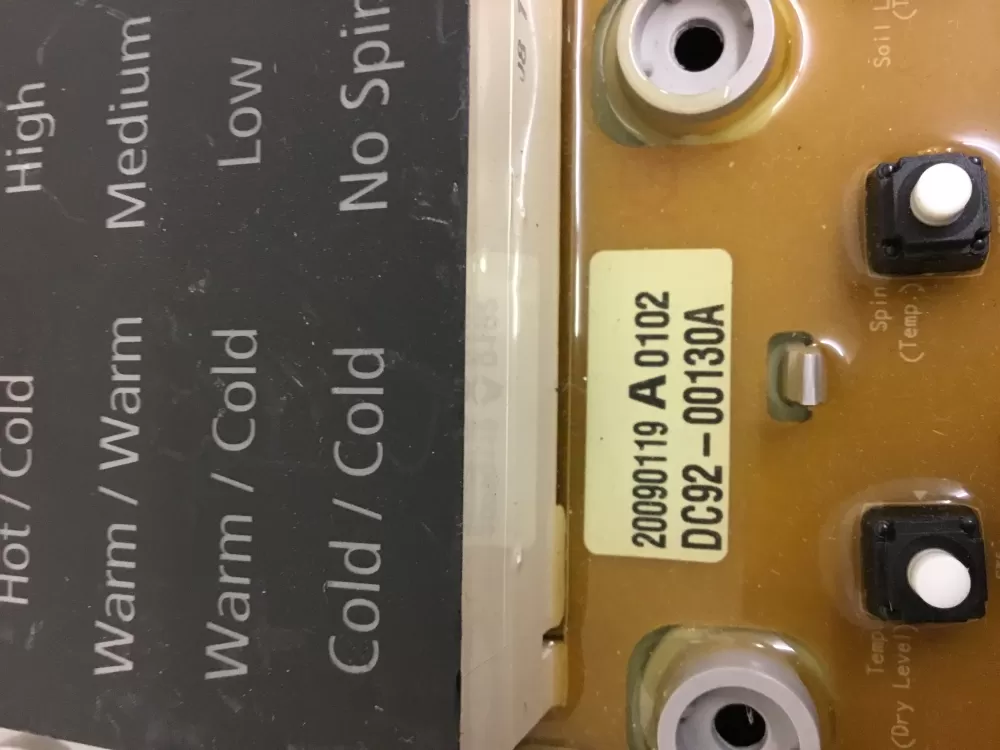 High
Medium
Low
No Spin
Hot / Cold
Warm / Warm
Warm / Cold
Cold / Cold
20090119 A 0102
DC92-00130A
Soil L
(T
Spin
(Temp.)
Temp
(Dry Level)